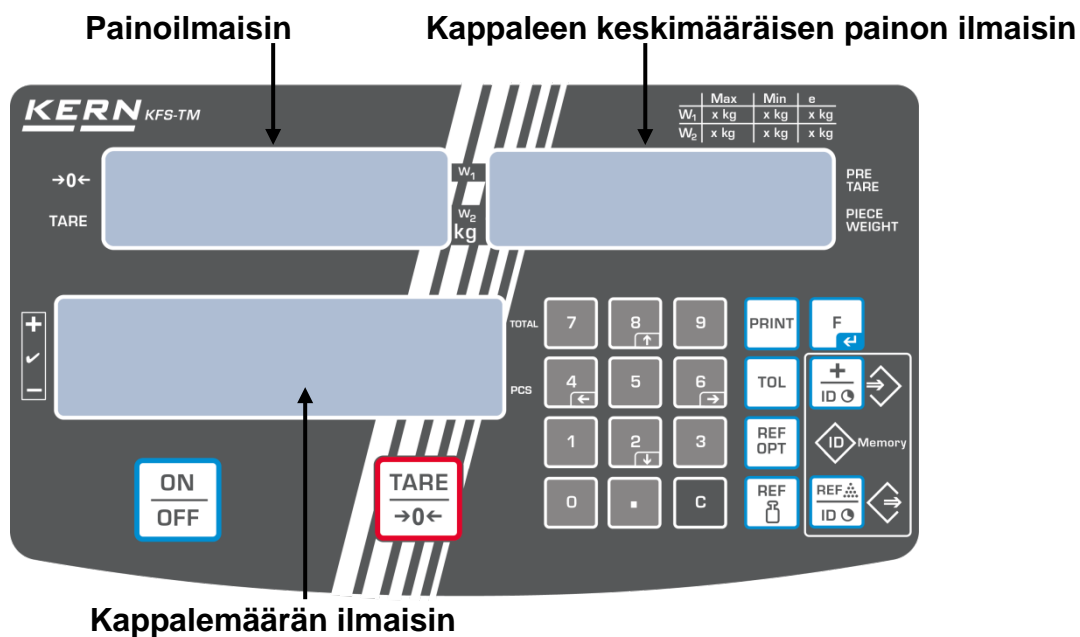 Painoilmaisin
Kappaleen keskimääräisen painon ilmaisin
KERN KFS-TM
Max Min e
W₁ x kg x kg x kg
W₂ x kg x kg x kg
→0←
TARE
W₁
W₂
kg
PRE
TARE
PIECE
WEIGHT
+
✓
−
TOTAL
PCS
7 8 ↑ 9 PRINT F ↵
4 ← 5 6 → TOL + ID
1 2 ↓ 3 REF OPT ID Memory
0 . C REF REF ID
ON
OFF
TARE
→0←
Kappalemäärän ilmaisin